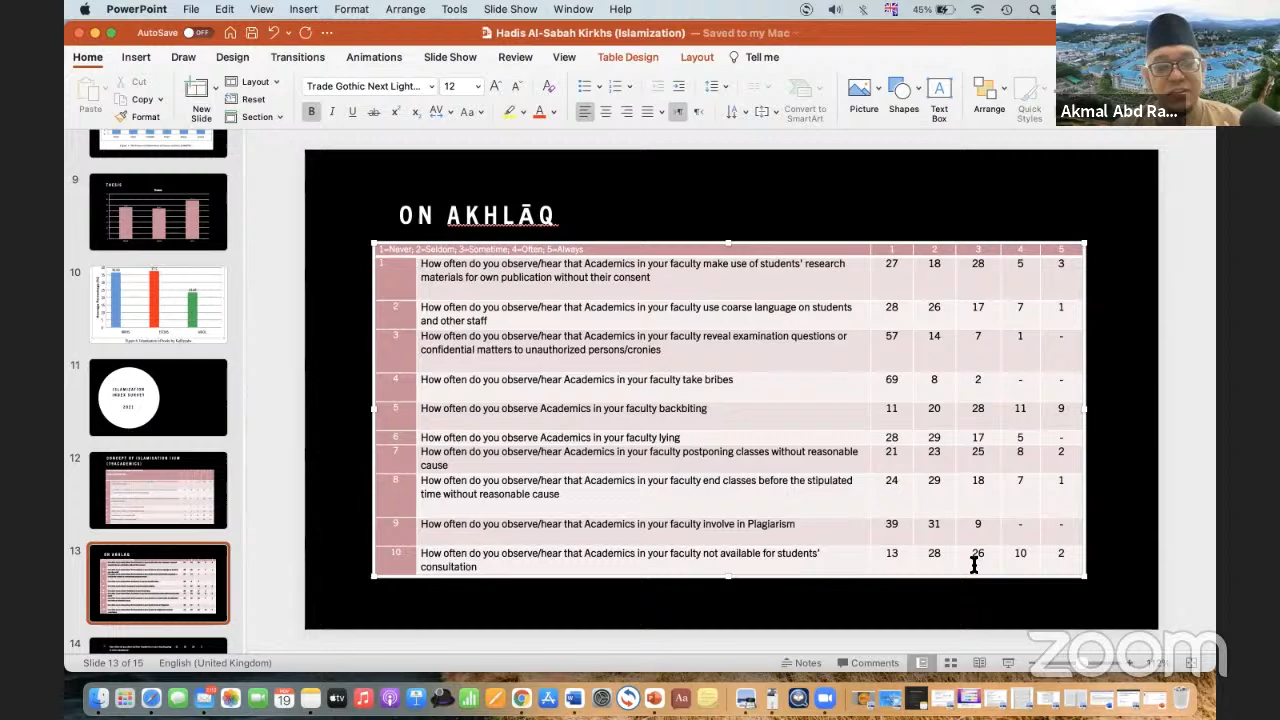 PowerPoint File Edit View Insert Format Arrange Tools Slide Show Window Help 45%
AutoSave OFF Hadis Al-Sabah Kirkhs (Islamization) — Saved to my Mac
Home Insert Draw Design Transitions Animations Slide Show Review View Table Design Layout Tell me
Paste Cut Copy Format New Slide Layout Reset Section Trade Gothic Next Light... 12 Convert to SmartArt Picture Shapes Text Box Arrange Quick Styles
Akmal Abd Ra...
9
THESIS
10
11
ISLAMIZATION
INDEX SURVEY
2021
12
13
ON AKHLĀQ
14
ON AKHLĀQ
1=Never; 2=Seldom; 3=Sometime; 4=Often; 5=Always 1 2 3 4 5
1 How often do you observe/hear that Academics in your faculty make use of students' research 27 18 28 5 3
materials for own publication without their consent
2 How often do you observe/hear that Academics in your faculty use coarse language on students 28 26 17 7 1
and other staff
3 How often do you observe/hear that Academics in your faculty reveal examination questions or 57 14 7 1 -
confidential matters to unauthorized persons/cronies
4 How often do you observe/hear Academics in your faculty take bribes 69 8 2 - -
5 How often do you observe Academics in your faculty backbiting 11 20 28 11 9
6 How often do you observe Academics in your faculty lying 28 29 17 5 -
7 How often do you observe/hear Academics in your faculty postponing classes without reasonable 21 23 25 8 2
cause
8 How often do you observe/hear that Academics in your faculty end classes before the stipulated 24 29 18 7 1
time without reasonable cause
9 How often do you observe/hear that Academics in your faculty involve in Plagiarism 39 31 9 - -
10 How often do you observe/hear that Academics in your faculty not available for students' 13 28 10 2
consultation
Slide 13 of 15 English (United Kingdom) Notes Comments
zoom